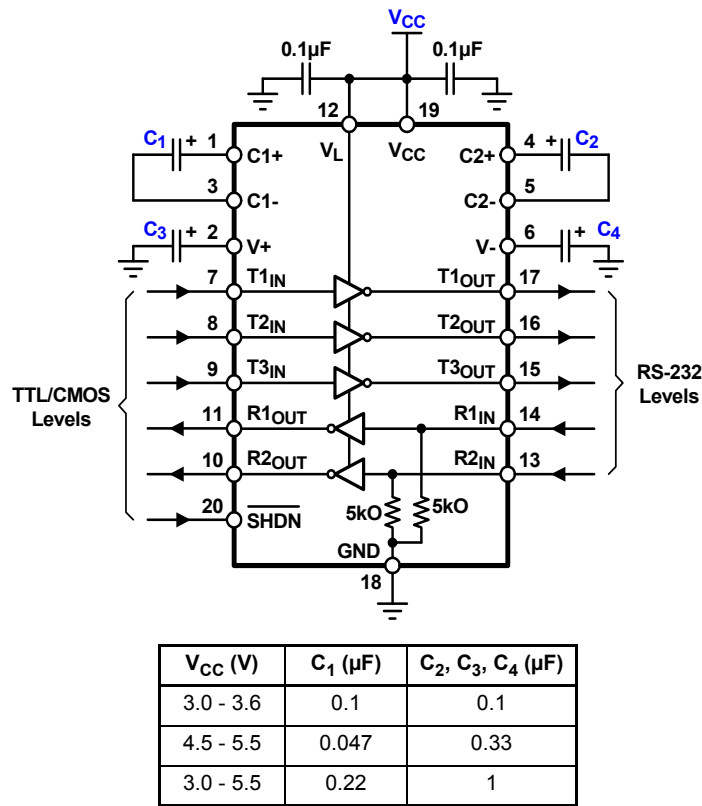 VCC
0.1µF 0.1µF
12 19
C1 + 1 C1+ VL VCC C2+ 4 + C2
3 C1- C2- 5
C3 + 2 V+ V- 6 + C4
7 T1IN T1OUT 17
8 T2IN T2OUT 16
9 T3IN T3OUT 15
TTL/CMOS
Levels
RS-232
Levels
11 R1OUT R1IN 14
10 R2OUT R2IN 13
20 SHDN 5kO 5kO
GND
18
VCC (V) C1 (µF) C2, C3, C4 (µF)
3.0 - 3.6 0.1 0.1
4.5 - 5.5 0.047 0.33
3.0 - 5.5 0.22 1